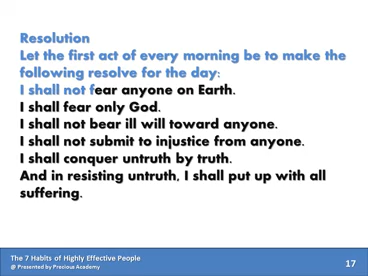 Resolution
Let the first act of every morning be to make the
following resolve for the day:
I shall not fear anyone on Earth.
I shall fear only God.
I shall not bear ill will toward anyone.
I shall not submit to injustice from anyone.
I shall conquer untruth by truth.
And in resisting untruth, I shall put up with all
suffering.
The 7 Habits of Highly Effective People
@ Presented by Precious Academy
17